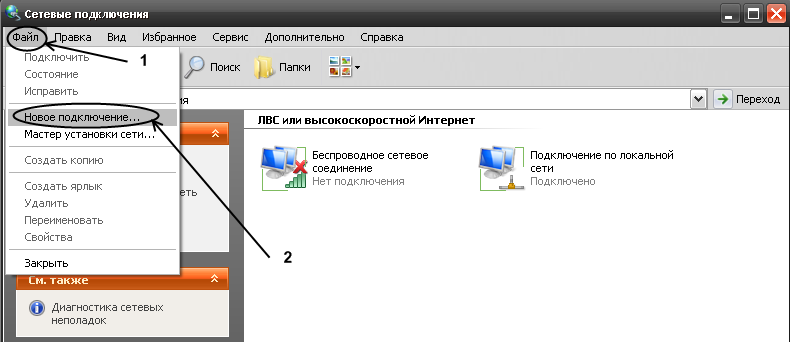 Сетевые подключения
Файл Правка Вид Избранное Сервис Дополнительно Справка
1
Подключить
Состояние
Исправить
Новое подключение...
Мастер установки сети...
Создать копию
Создать ярлык
Удалить
Переименовать
Свойства
Закрыть
Поиск Папки
Переход
2
См. также
Диагностика сетевых
неполадок
ЛВС или высокоскоростной Интернет
Беспроводное сетевое
соединение
Нет подключения
Подключение по локальной
сети
Подключено